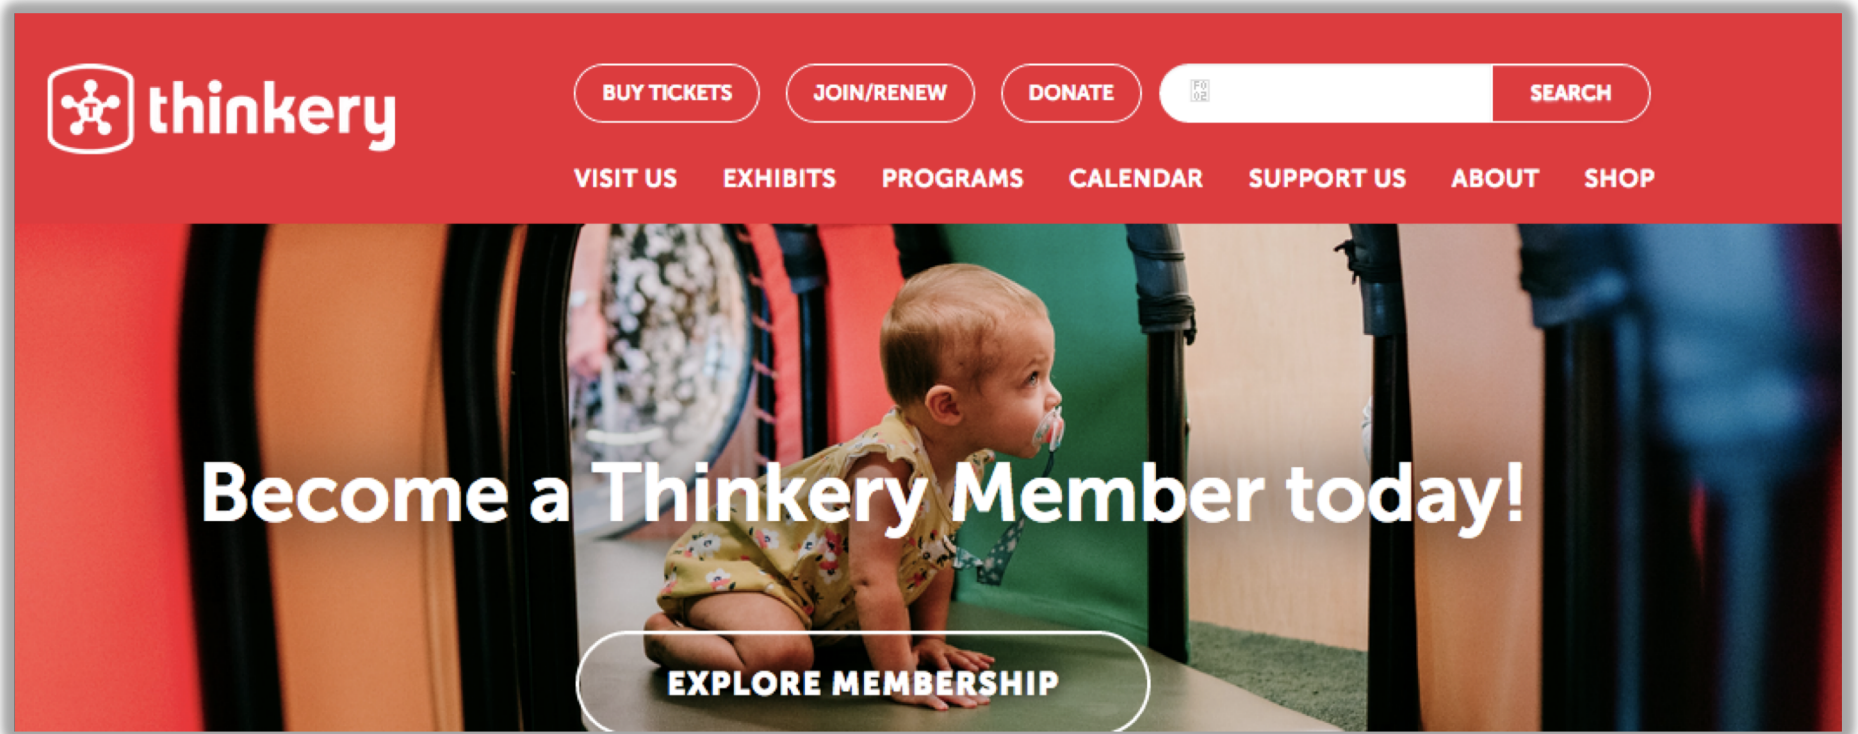 thinkery
BUY TICKETS
JOIN/RENEW
DONATE
SEARCH
VISIT US
EXHIBITS
PROGRAMS
CALENDAR
SUPPORT US
ABOUT
SHOP
Become a Thinkery Member today!
EXPLORE MEMBERSHIP